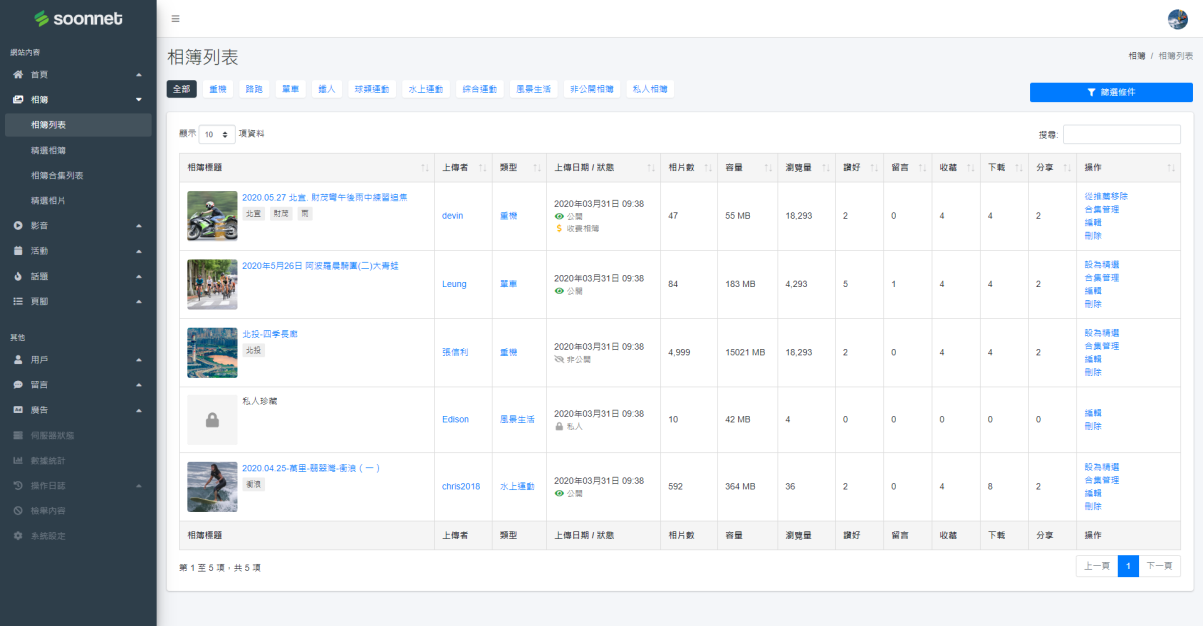 soonnet
網站內容
首頁
相簿
相簿列表
精選相簿
相簿合集列表
精選相片
影音
活動
話題
頁籤
其他
用戶
留言
廣告
伺服器狀態
數據統計
操作日誌
檢舉內容
系統設定
相簿列表
相簿 / 相簿列表
全部 重機 路跑 單車 鐵人 球類運動 水上運動 綜合運動 風景生活 非公開相簿 私人相簿
篩選條件
顯示 10 項資料
搜尋:
相簿標題 上傳者 類型 上傳日期 / 狀態 相片數 容量 瀏覽量 讚好 留言 收藏 下載 分享 操作
2020.05.27 北宜. 財茂彎午後雨中練習追焦
北宜 財茂 雨
devin 重機 2020年03月31日 09:38
公開
收費相簿
47 55 MB 18,293 2 0 4 4 2
從推薦移除
合集管理
編輯
刪除
2020年5月26日 阿波羅晨騎團(二)大青蛙
Leung 單車 2020年03月31日 09:38
公開
84 183 MB 4,293 5 1 4 4 2
設為精選
合集管理
編輯
刪除
北投-四季長廊
北投
張信利 重機 2020年03月31日 09:38
非公開
4,999 15021 MB 18,293 2 0 4 4 2
設為精選
合集管理
編輯
刪除
私人珍藏
Edison 風景生活 2020年03月31日 09:38
私人
10 42 MB 4 0 0 0 0 0
編輯
刪除
2020.04.25-萬里-翡翠灣-衝浪 ( 一 )
衝浪
chris2018 水上運動 2020年03月31日 09:38
公開
592 364 MB 36 2 0 4 8 2
設為精選
合集管理
編輯
刪除
相簿標題 上傳者 類型 上傳日期 / 狀態 相片數 容量 瀏覽量 讚好 留言 收藏 下載 分享 操作
第 1 至 5 項，共 5 項
上一頁 1 下一頁